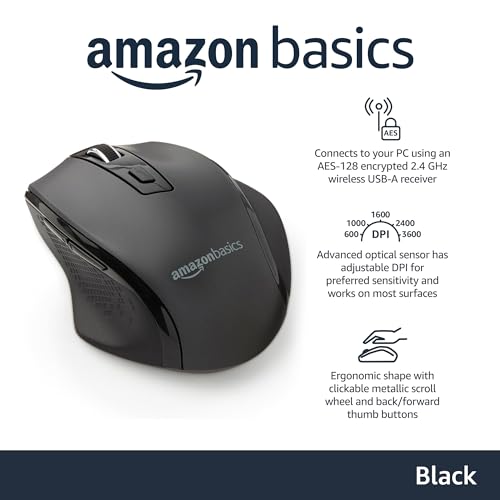 amazon basics
AES
Connects to your PC using an
AES-128 encrypted 2.4 GHz
wireless USB-A receiver
1600
1000 2400
600 DPI 3600
Advanced optical sensor has
adjustable DPI for
preferred sensitivity and
works on most surfaces
amazonbasics
Ergonomic shape with
clickable metallic scroll
wheel and back/forward
thumb buttons
Black